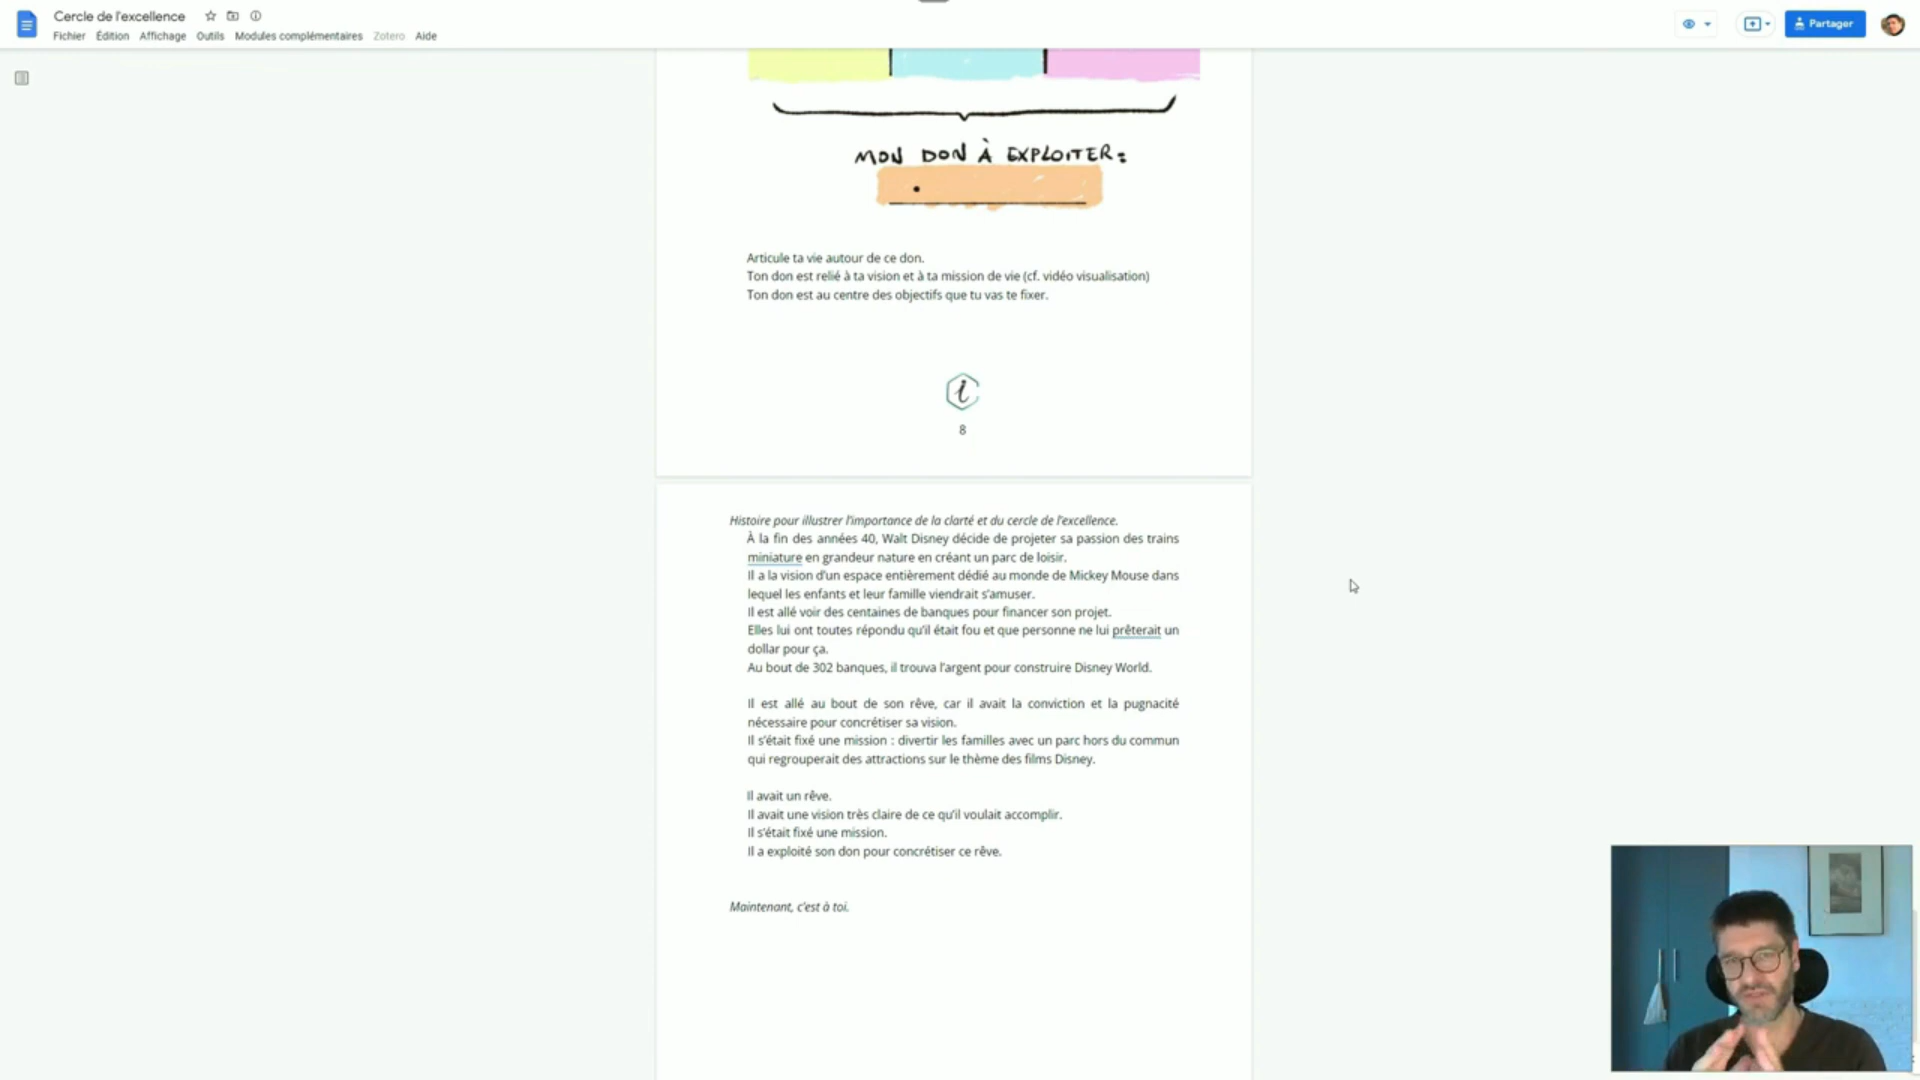 Cercle de l'excellence
Fichier Édition Affichage Outils Modules complémentaires Zotero Aide
Partager
MON DON À EXPLOITER :
Articule ta vie autour de ce don.
Ton don est relié à ta vision et à ta mission de vie (cf. vidéo visualisation)
Ton don est au centre des objectifs que tu vas te fixer.
i
8
Histoire pour illustrer l'importance de la clarté et du cercle de l'excellence.
À la fin des années 40, Walt Disney décide de projeter sa passion des trains
miniature en grandeur nature en créant un parc de loisir.
Il a la vision d'un espace entièrement dédié au monde de Mickey Mouse dans
lequel les enfants et leur famille viendrait s'amuser.
Il est allé voir des centaines de banques pour financer son projet.
Elles lui ont toutes répondu qu'il était fou et que personne ne lui prêterait un
dollar pour ça.
Au bout de 302 banques, il trouva l'argent pour construire Disney World.
Il est allé au bout de son rêve, car il avait la conviction et la pugnacité
nécessaire pour concrétiser sa vision.
Il s'était fixé une mission : divertir les familles avec un parc hors du commun
qui regrouperait des attractions sur le thème des films Disney.
Il avait un rêve.
Il avait une vision très claire de ce qu'il voulait accomplir.
Il s'était fixé une mission.
Il a exploité son don pour concrétiser ce rêve.
Maintenant, c'est à toi.